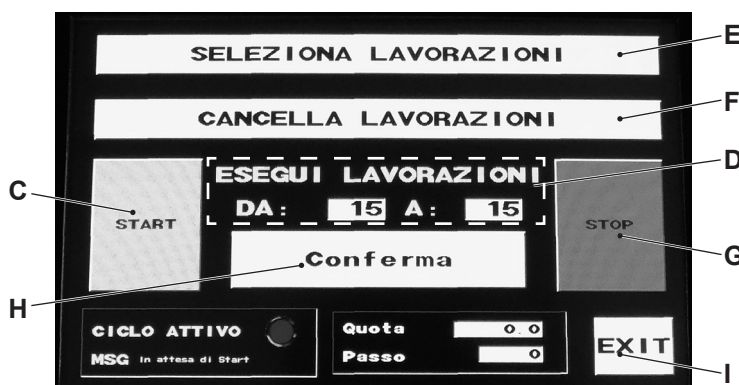 SELEZIONA LAVORAZIONI
E
CANCELLA LAVORAZIONI
F
ESEGUI LAVORAZIONI
D
DA: 15 A: 15
C
START
STOP
G
Conferma
H
CICLO ATTIVO
MSG In attesa di Start
Quota 0.0
Passo 0
EXIT
I